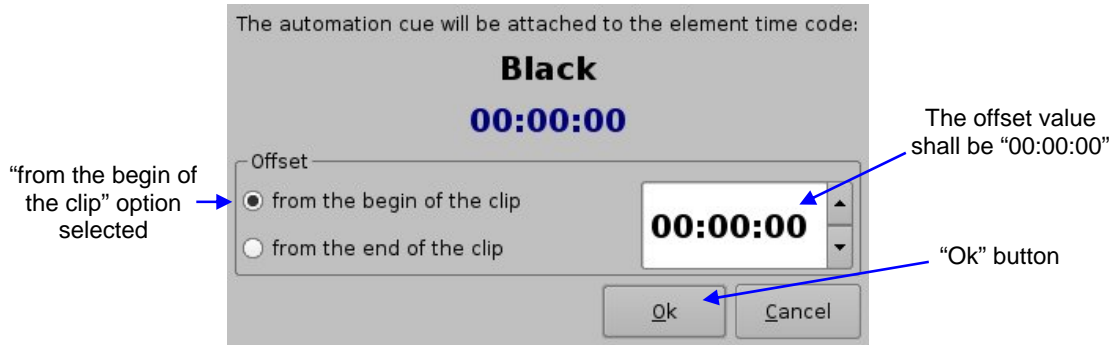 The automation cue will be attached to the element time code:
Black
00:00:00
The offset value
shall be “00:00:00”
Offset
“from the begin of
the clip” option
selected
from the begin of the clip
00:00:00
from the end of the clip
“Ok” button
Ok
Cancel